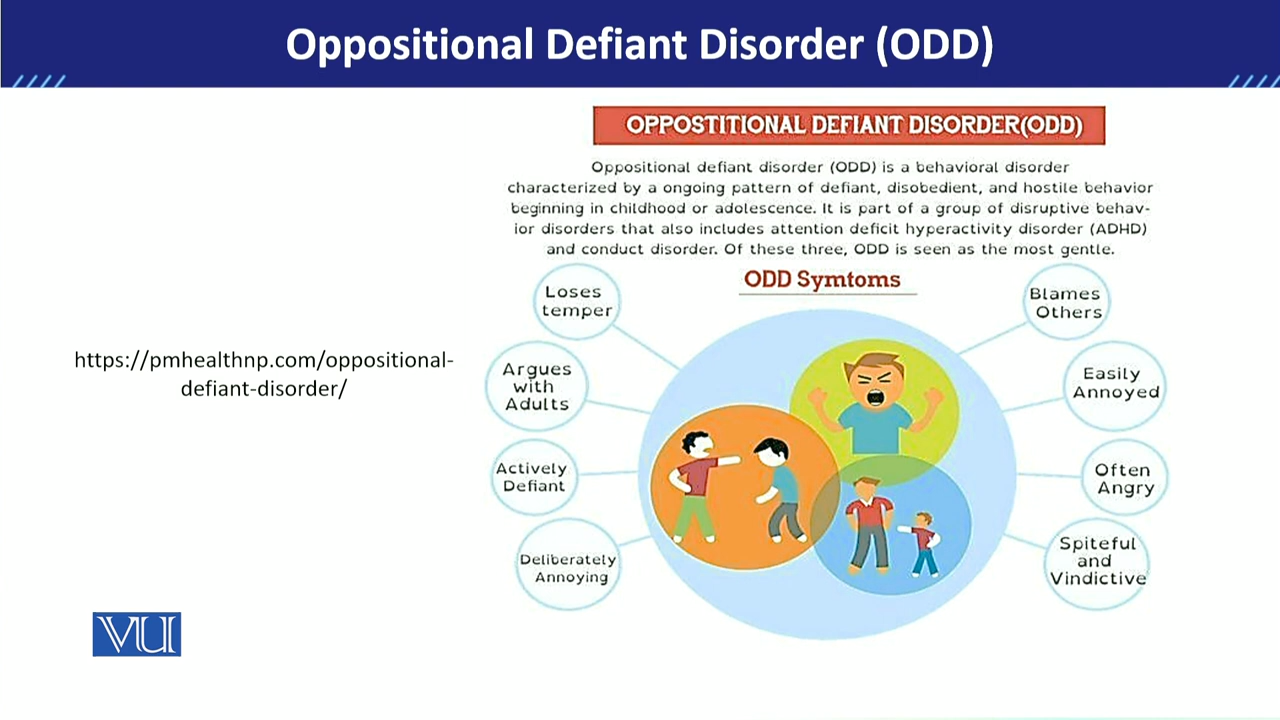 Oppositional Defiant Disorder (ODD)
OPPOSTITIONAL DEFIANT DISORDER(ODD)
Oppositional defiant disorder (ODD) is a behavioral disorder
characterized by a ongoing pattern of defiant, disobedient, and hostile behavior
beginning in childhood or adolescence. It is part of a group of disruptive behav-
ior disorders that also includes attention deficit hyperactivity disorder (ADHD)
and conduct disorder. Of these three, ODD is seen as the most gentle.
ODD Symtoms
Loses
temper
Argues
with
Adults
Actively
Defiant
Deliberately
Annoying
Blames
Others
Easily
Annoyed
Often
Angry
Spiteful
and
Vindictive
https://pmhealthnp.com/oppositional-
defiant-disorder/
VU